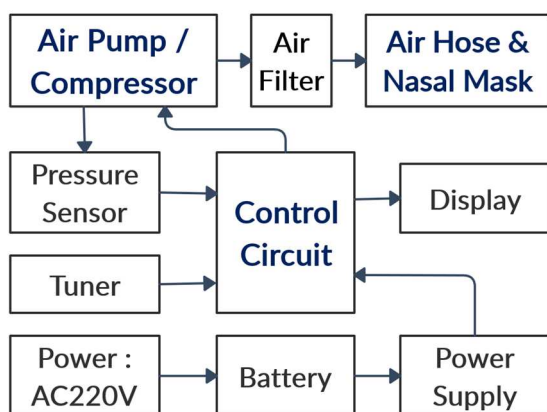 Air Pump /
Compressor
Air
Filter
Air Hose &
Nasal Mask
Pressure
Sensor
Control
Circuit
Display
Tuner
Power :
AC220V
Battery
Power
Supply